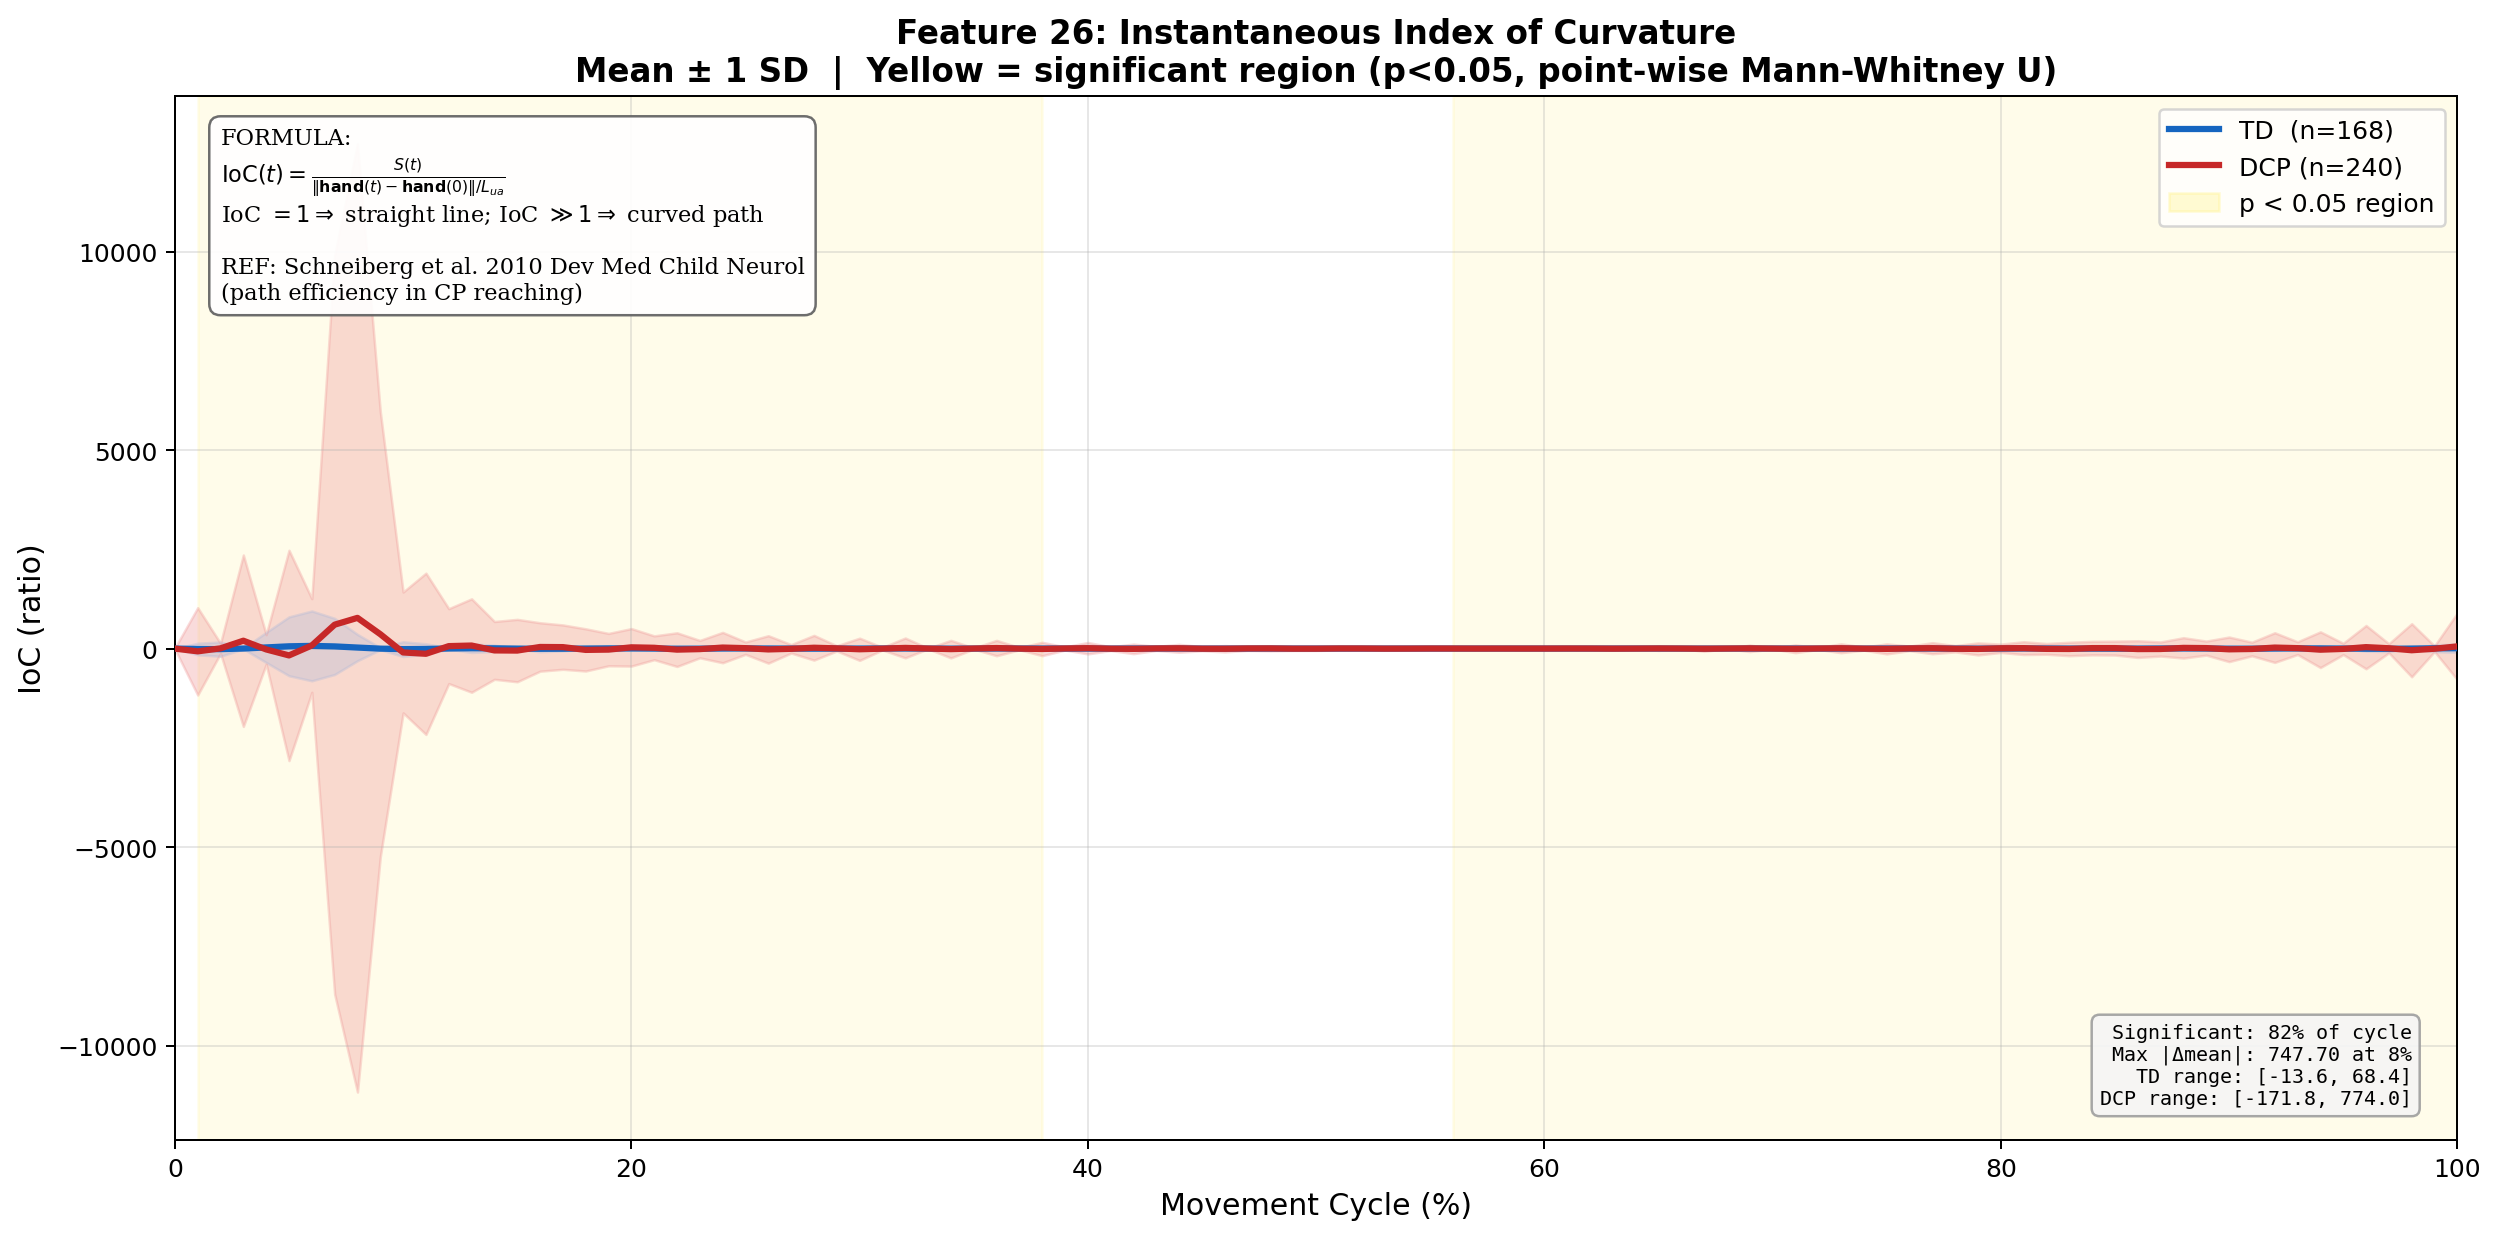 Feature 26: Instantaneous Index of Curvature
Mean ± 1 SD | Yellow = significant region (p<0.05, point-wise Mann-Whitney U)
FORMULA:
IoC(t) = S(t) / ‖hand(t) − hand(0)‖/L_ua
IoC = 1 ⇒ straight line; IoC ≫ 1 ⇒ curved path
REF: Schneiberg et al. 2010 Dev Med Child Neurol
(path efficiency in CP reaching)
TD (n=168)
DCP (n=240)
p < 0.05 region
IoC (ratio)
10000
5000
0
−5000
−10000
Significant: 82% of cycle
Max |Δmean|: 747.70 at 8%
TD range: [-13.6, 68.4]
DCP range: [-171.8, 774.0]
0 20 40 60 80 100
Movement Cycle (%)